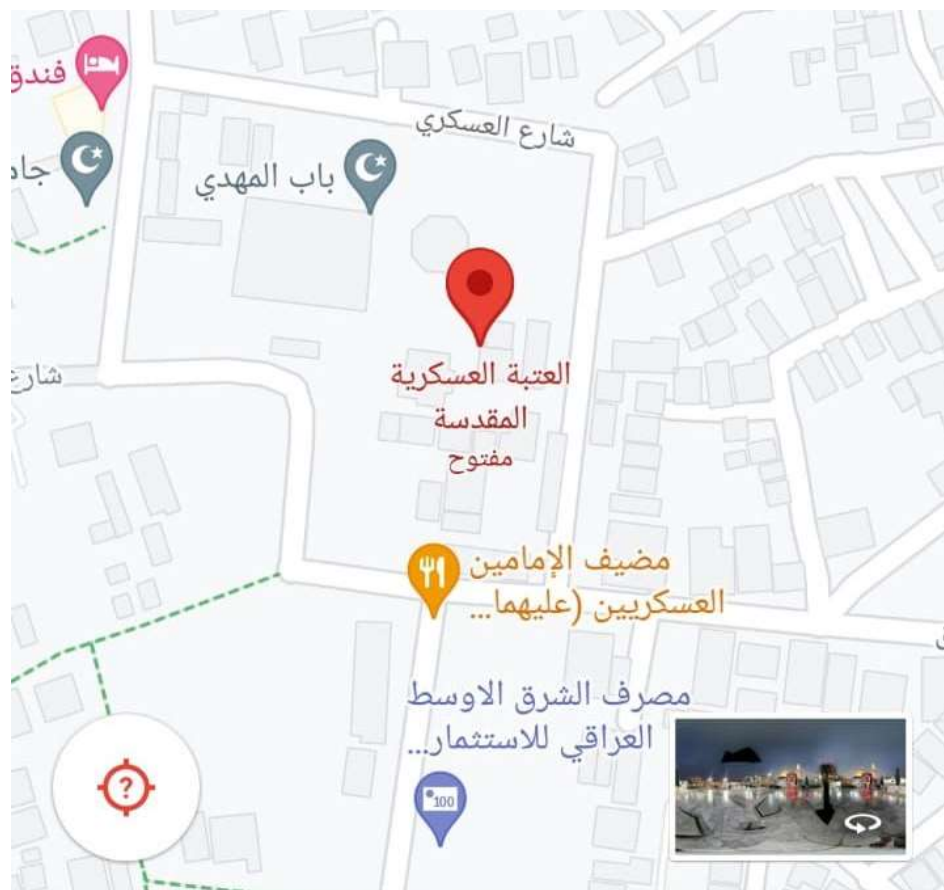 فندق
شارع العسكري
باب المهدي
العتبة العسكرية
المقدسة
مفتوح
شارع
مضيف الإمامين
العسكريين (عليهما...
مصرف الشرق الاوسط
العراقي للاستثمار...
100
?